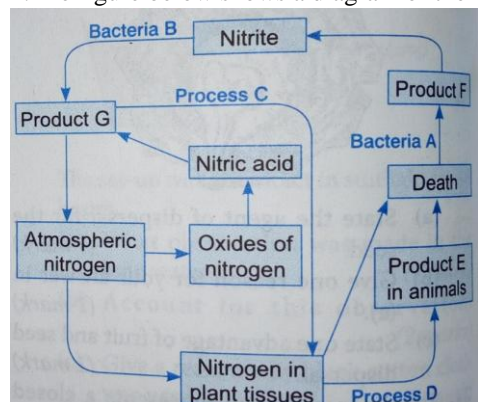 Bacteria B
Nitrite
Product G
Process C
Product F
Nitric acid
Bacteria A
Death
Atmospheric
nitrogen
Oxides of
nitrogen
Product E
in animals
Nitrogen in
plant tissues
Process D